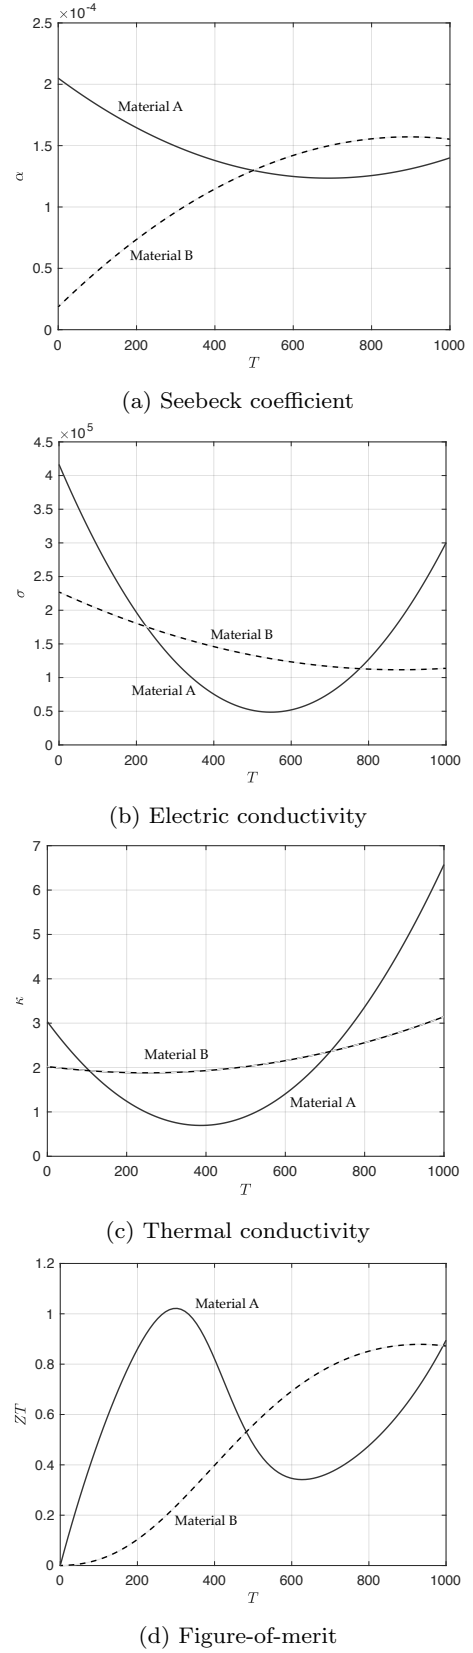 ×10⁻⁴
2.5
2
1.5
1
0.5
0
α
Material A
Material B
0 200 400 600 800 1000
T
(a) Seebeck coefficient
×10⁵
4.5
4
3.5
3
2.5
2
1.5
1
0.5
0
σ
Material B
Material A
0 200 400 600 800 1000
T
(b) Electric conductivity
7
6
5
4
3
2
1
0
κ
Material B
Material A
0 200 400 600 800 1000
T
(c) Thermal conductivity
1.2
1
0.8
0.6
0.4
0.2
0
ZT
Material A
Material B
0 200 400 600 800 1000
T
(d) Figure-of-merit